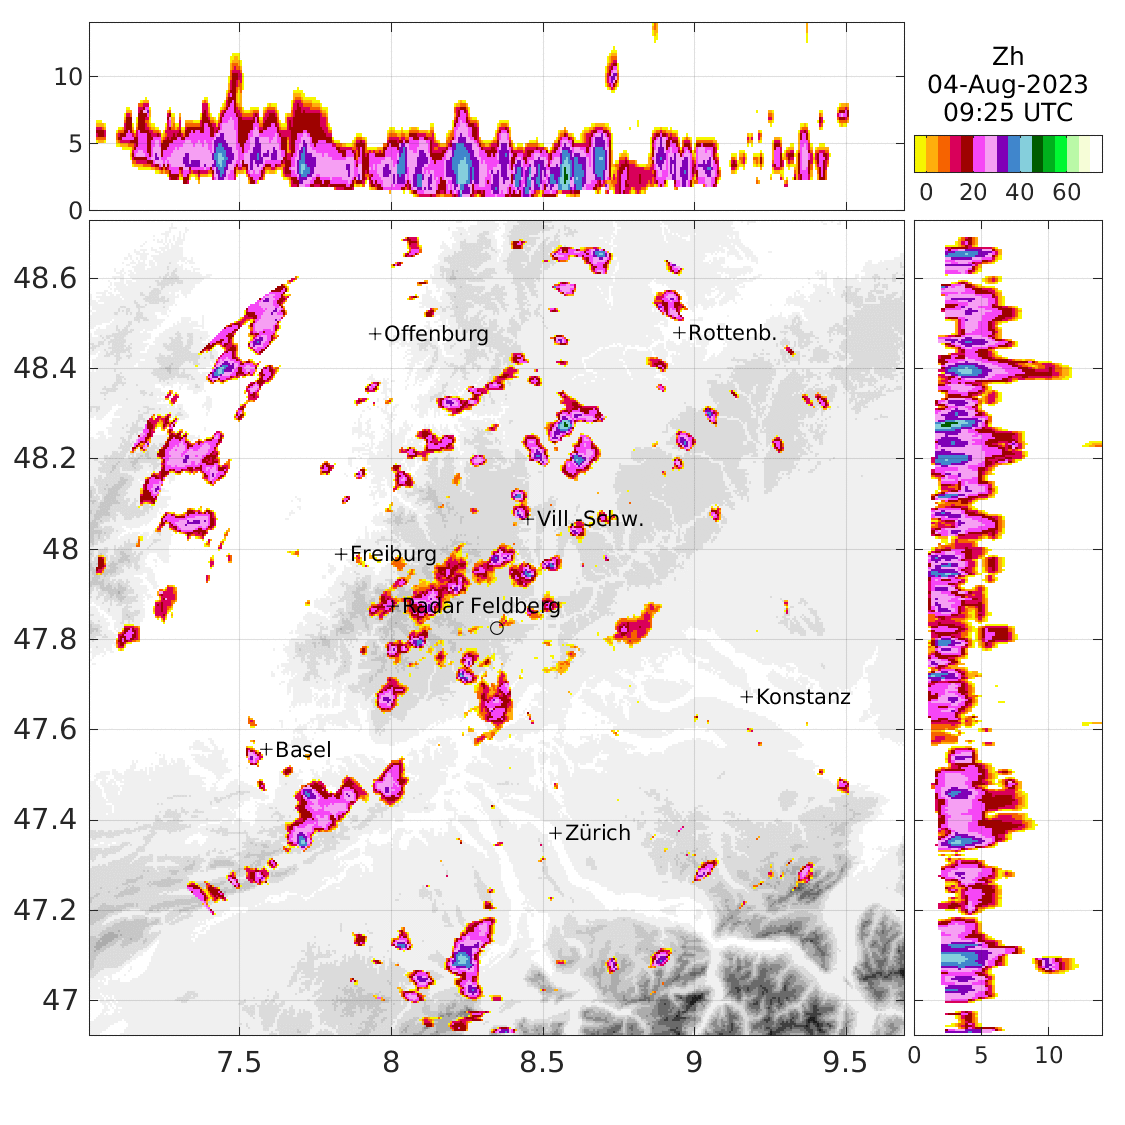 10
5
0
Zh
04-Aug-2023
09:25 UTC
0 20 40 60
48.6
+Offenburg
+Rottenb.
48.4
48.2
+Vill.-Schw.
48
+Freiburg
+Radar Feldberg
47.8
+Konstanz
47.6
+Basel
47.4
+Zürich
47.2
47
7.5 8 8.5 9 9.5
0 5 10